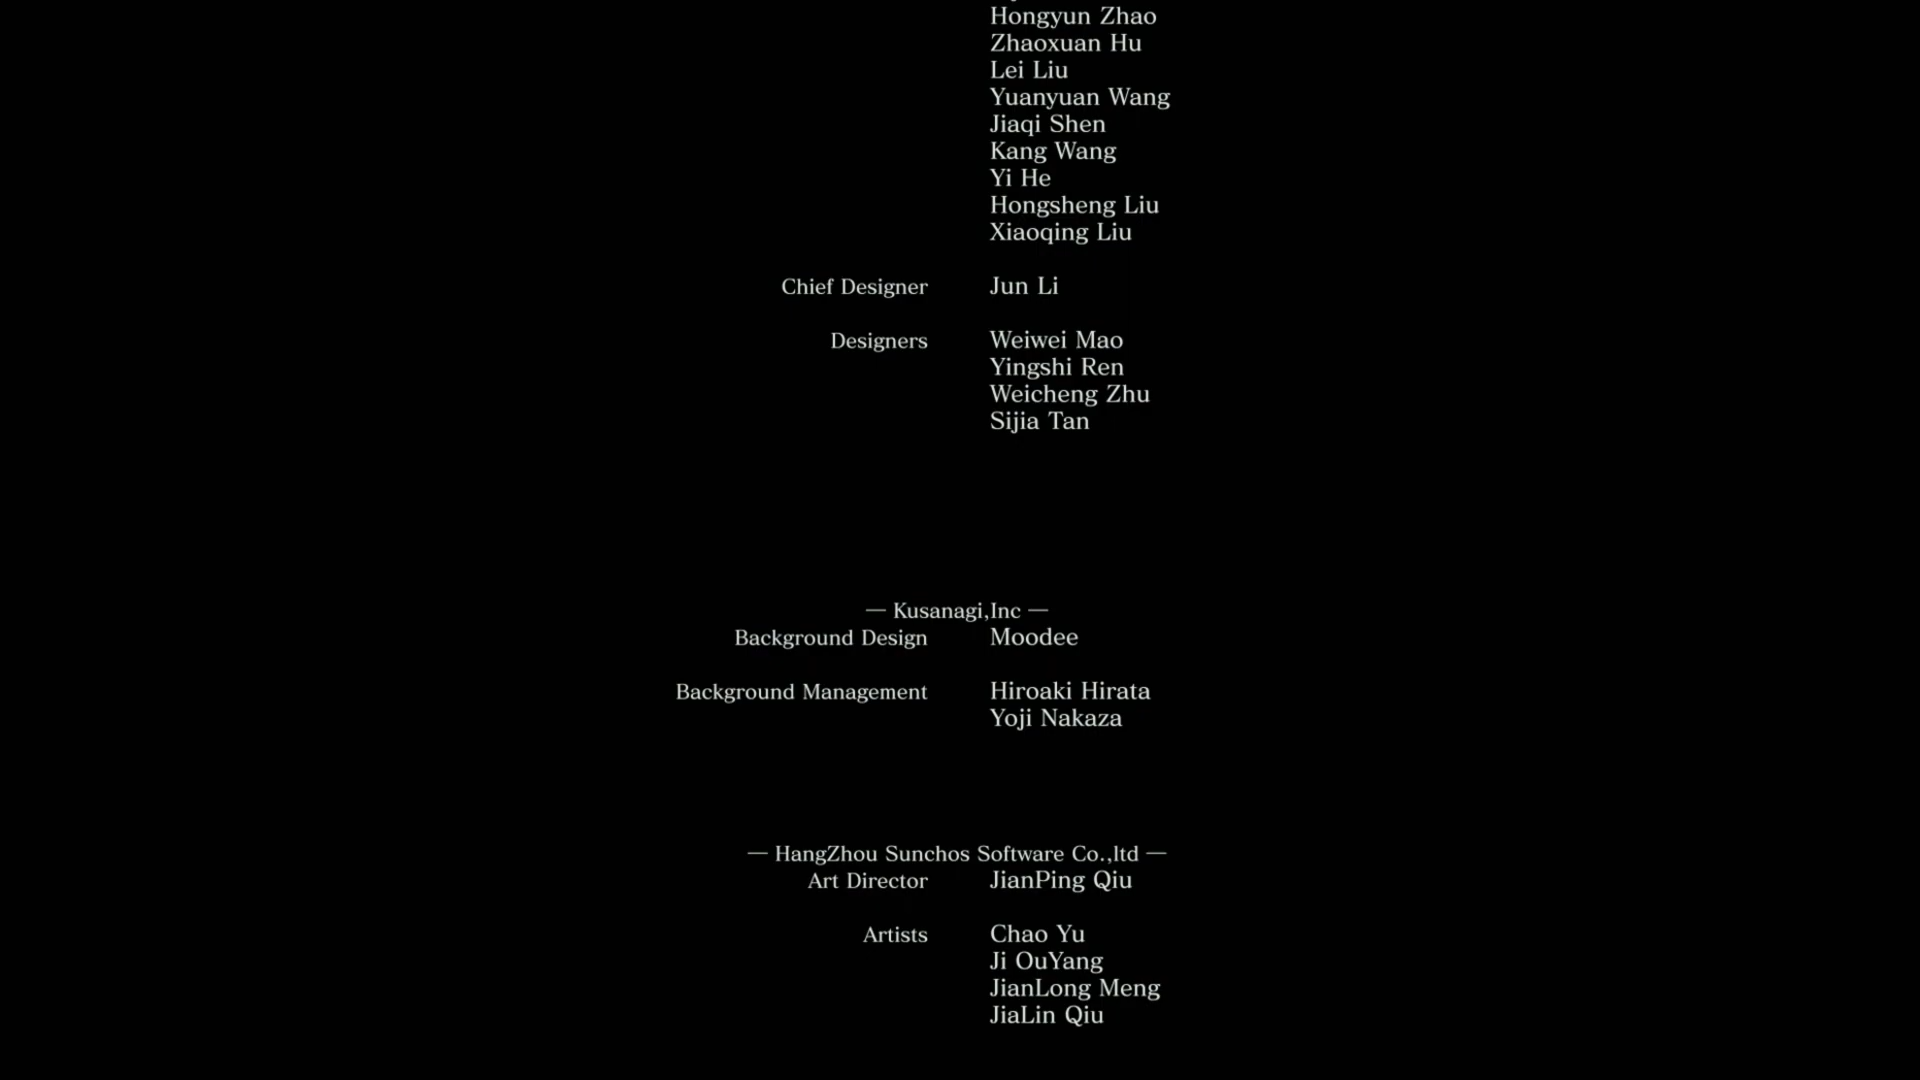 Hongyun Zhao
Zhaoxuan Hu
Lei Liu
Yuanyuan Wang
Jiaqi Shen
Kang Wang
Yi He
Hongsheng Liu
Xiaoqing Liu
Chief Designer Jun Li
Designers Weiwei Mao
Yingshi Ren
Weicheng Zhu
Sijia Tan
— Kusanagi,Inc —
Background Design Moodee
Background Management Hiroaki Hirata
Yoji Nakaza
— HangZhou Sunchos Software Co.,ltd —
Art Director JianPing Qiu
Artists Chao Yu
Ji OuYang
JianLong Meng
JiaLin Qiu